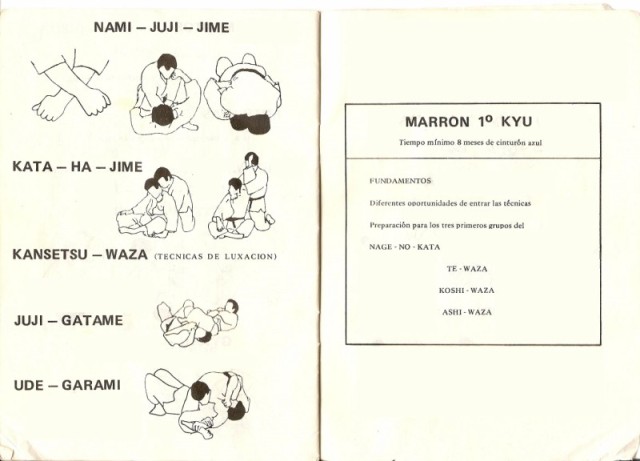 NAMI – JUJI – JIME
KATA – HA – JIME
KANSETSU – WAZA (TECNICAS DE LUXACION)
JUJI – GATAME
UDE – GARAMI
MARRON 1º KYU
Tiempo mínimo 8 meses de cinturón azul
FUNDAMENTOS
Diferentes oportunidades de entrar las técnicas
Preparación para los tres primeros grupos del
NAGE - NO - KATA
TE - WAZA
KOSHI - WAZA
ASHI - WAZA